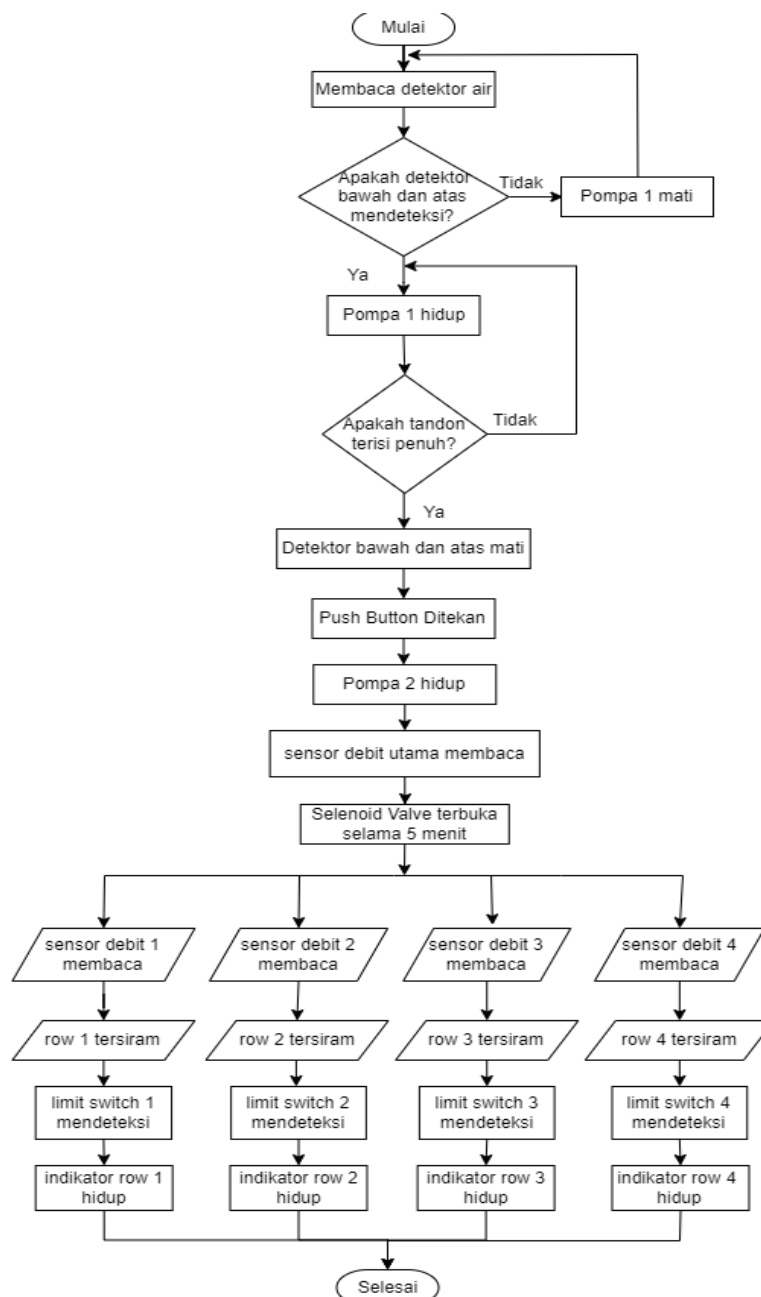 Mulai
Membaca detektor air
Apakah detektor
bawah dan atas
mendeteksi?
Tidak
Pompa 1 mati
Ya
Pompa 1 hidup
Apakah tandon
terisi penuh?
Tidak
Ya
Detektor bawah dan atas mati
Push Button Ditekan
Pompa 2 hidup
sensor debit utama membaca
Selenoid Valve terbuka
selama 5 menit
sensor debit 1
membaca
sensor debit 2
membaca
sensor debit 3
membaca
sensor debit 4
membaca
row 1 tersiram
row 2 tersiram
row 3 tersiram
row 4 tersiram
limit switch 1
mendeteksi
limit switch 2
mendeteksi
limit switch 3
mendeteksi
limit switch 4
mendeteksi
indikator row 1
hidup
indikator row 2
hidup
indikator row 3
hidup
indikator row 4
hidup
Selesai